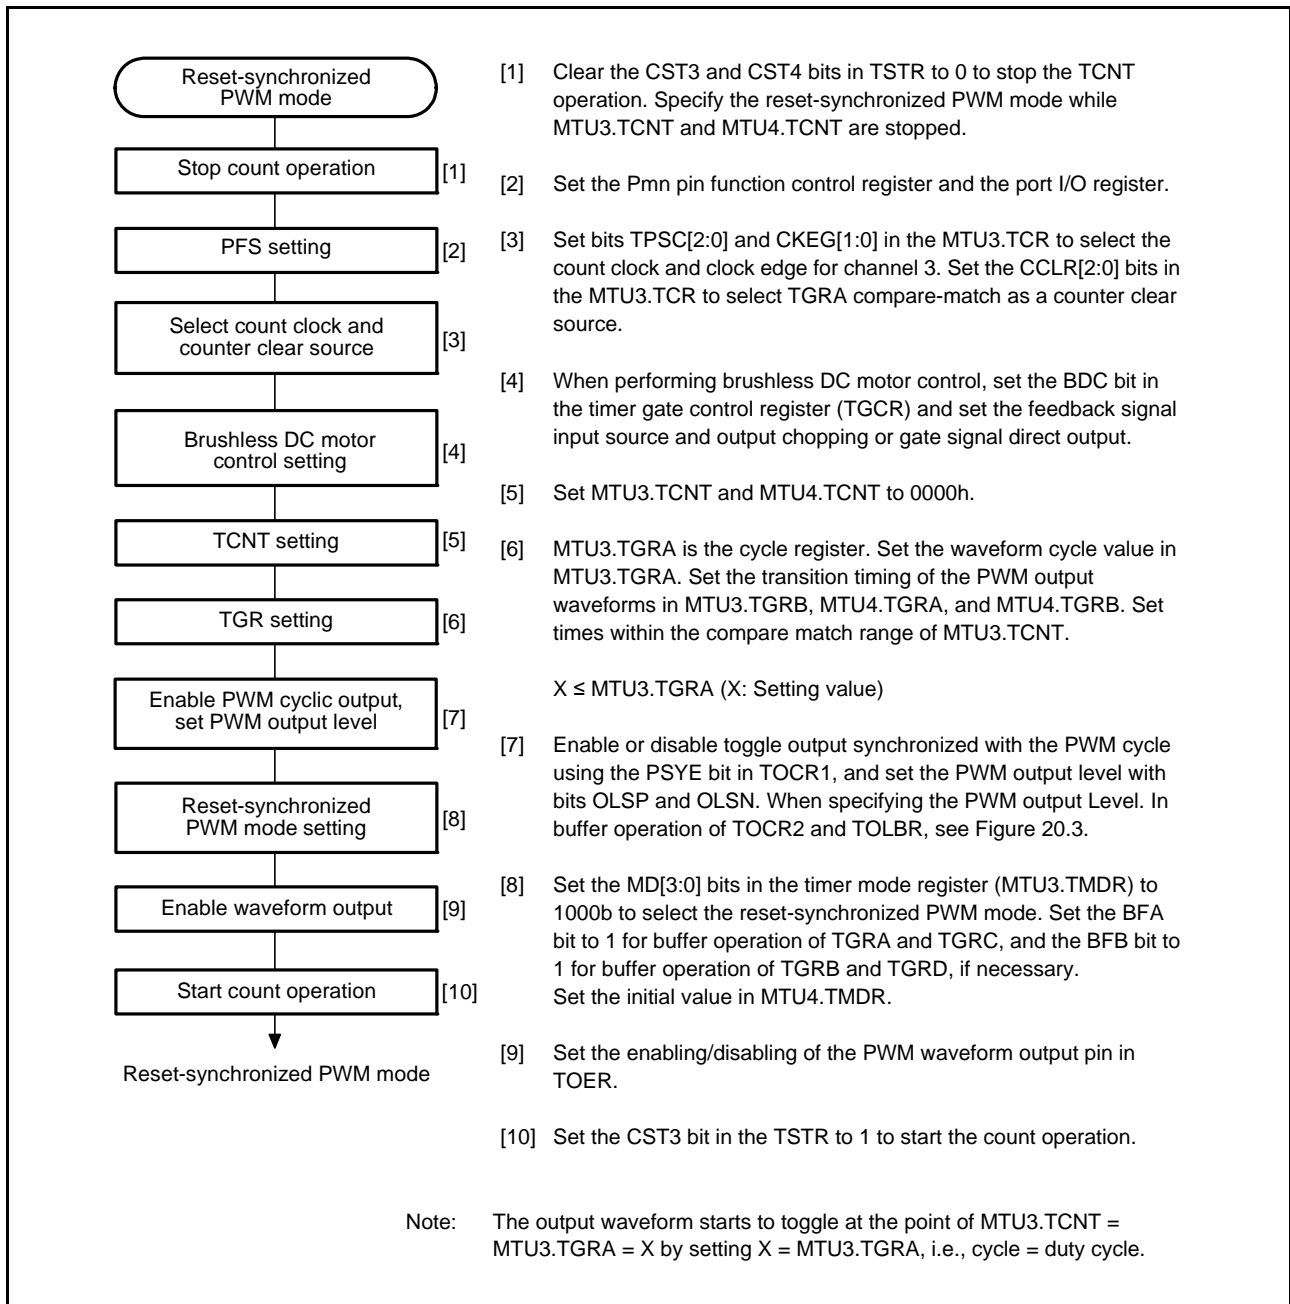 Reset-synchronized
PWM mode
Stop count operation
[1]
PFS setting
[2]
Select count clock and
counter clear source
[3]
Brushless DC motor
control setting
[4]
TCNT setting
[5]
TGR setting
[6]
Enable PWM cyclic output,
set PWM output level
[7]
Reset-synchronized
PWM mode setting
[8]
Enable waveform output
[9]
Start count operation
[10]
Reset-synchronized PWM mode
[1] Clear the CST3 and CST4 bits in TSTR to 0 to stop the TCNT
operation. Specify the reset-synchronized PWM mode while
MTU3.TCNT and MTU4.TCNT are stopped.
[2] Set the Pmn pin function control register and the port I/O register.
[3] Set bits TPSC[2:0] and CKEG[1:0] in the MTU3.TCR to select the
count clock and clock edge for channel 3. Set the CCLR[2:0] bits in
the MTU3.TCR to select TGRA compare-match as a counter clear
source.
[4] When performing brushless DC motor control, set the BDC bit in
the timer gate control register (TGCR) and set the feedback signal
input source and output chopping or gate signal direct output.
[5] Set MTU3.TCNT and MTU4.TCNT to 0000h.
[6] MTU3.TGRA is the cycle register. Set the waveform cycle value in
MTU3.TGRA. Set the transition timing of the PWM output
waveforms in MTU3.TGRB, MTU4.TGRA, and MTU4.TGRB. Set
times within the compare match range of MTU3.TCNT.
X ≤ MTU3.TGRA (X: Setting value)
[7] Enable or disable toggle output synchronized with the PWM cycle
using the PSYE bit in TOCR1, and set the PWM output level with
bits OLSP and OLSN. When specifying the PWM output Level. In
buffer operation of TOCR2 and TOLBR, see Figure 20.3.
[8] Set the MD[3:0] bits in the timer mode register (MTU3.TMDR) to
1000b to select the reset-synchronized PWM mode. Set the BFA
bit to 1 for buffer operation of TGRA and TGRC, and the BFB bit to
1 for buffer operation of TGRB and TGRD, if necessary.
Set the initial value in MTU4.TMDR.
[9] Set the enabling/disabling of the PWM waveform output pin in
TOER.
[10] Set the CST3 bit in the TSTR to 1 to start the count operation.
Note: The output waveform starts to toggle at the point of MTU3.TCNT =
MTU3.TGRA = X by setting X = MTU3.TGRA, i.e., cycle = duty cycle.